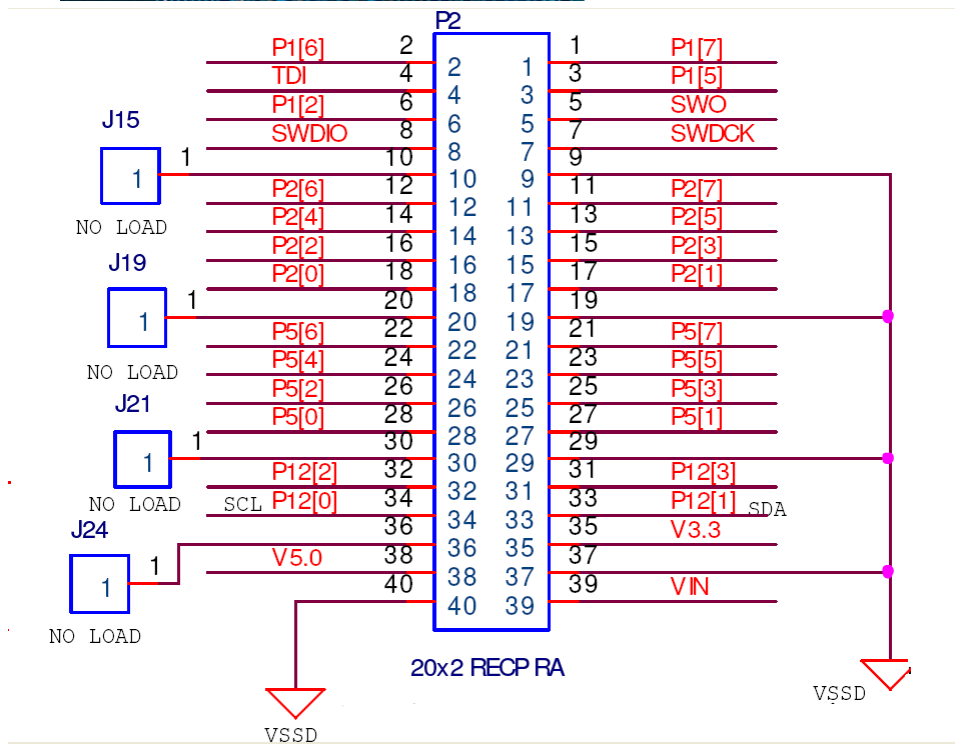 P2
P1[6] 2 2 1 1 P1[7]
TDI 4 4 3 3 P1[5]
P1[2] 6 6 5 5 SWO
SWDIO 8 8 7 7 SWDCK
J15 1 1 10 10 9 9
NO LOAD
P2[6] 12 12 11 11 P2[7]
P2[4] 14 14 13 13 P2[5]
P2[2] 16 16 15 15 P2[3]
P2[0] 18 18 17 17 P2[1]
J19 1 1 20 20 19 19
NO LOAD
P5[6] 22 22 21 21 P5[7]
P5[4] 24 24 23 23 P5[5]
P5[2] 26 26 25 25 P5[3]
P5[0] 28 28 27 27 P5[1]
J21 1 1 30 30 29 29
NO LOAD
P12[2] 32 32 31 31 P12[3]
SCL P12[0] 34 34 33 33 P12[1] SDA
J24 1 1 36 36 35 35 V3.3
NO LOAD
V5.0 38 38 37 37
40 40 39 39 VIN
20x2 RECP RA
VSSD
VSSD